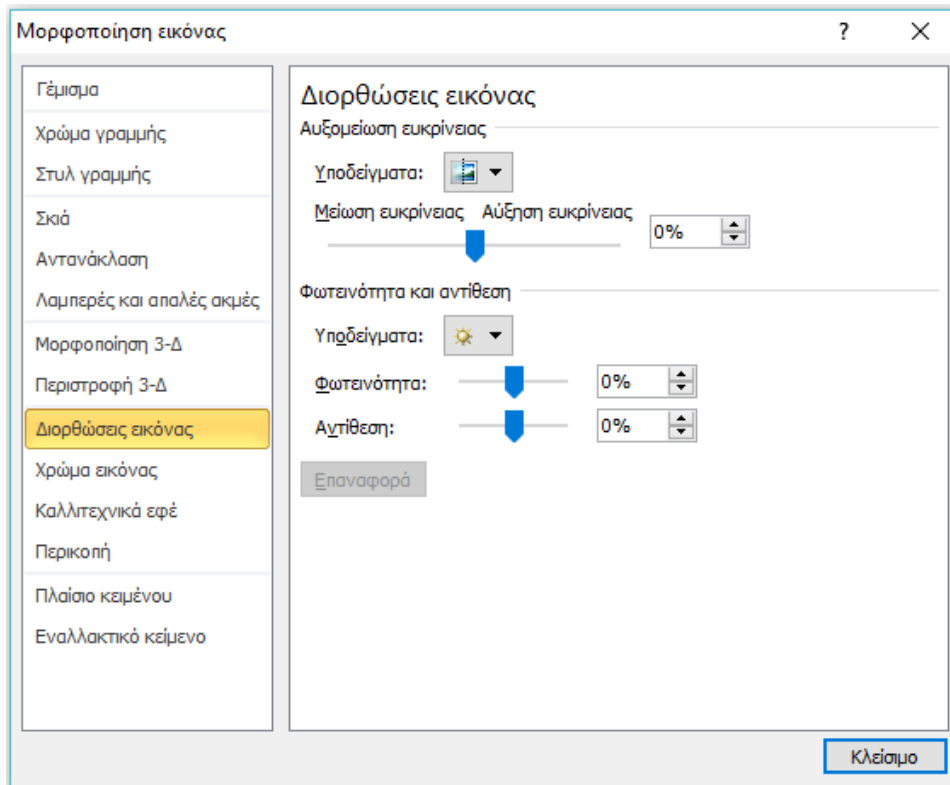 Μορφοποίηση εικόνας
?
Γέμισμα
Χρώμα γραμμής
Στυλ γραμμής
Σκιά
Αντανάκλαση
Λαμπερές και απαλές ακμές
Μορφοποίηση 3-Δ
Περιστροφή 3-Δ
Διορθώσεις εικόνας
Χρώμα εικόνας
Καλλιτεχνικά εφέ
Περικοπή
Πλαίσιο κειμένου
Εναλλακτικό κείμενο
Διορθώσεις εικόνας
Αυξομείωση ευκρίνειας
Υποδείγματα:
Μείωση ευκρίνειας Αύξηση ευκρίνειας
0%
Φωτεινότητα και αντίθεση
Υποδείγματα:
Φωτεινότητα: 0%
Αντίθεση: 0%
Επαναφορά
Κλείσιμο